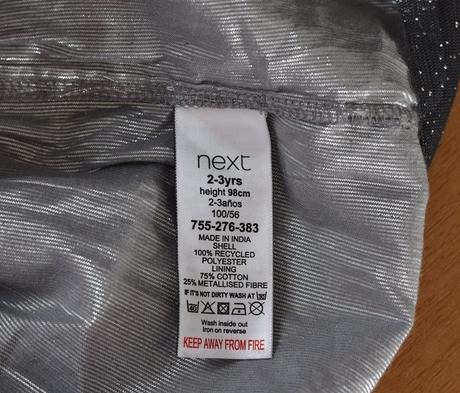 next
2-3yrs
height 98cm
2-3años
100/56
755-276-383
MADE IN INDIA
SHELL
100% RECYCLED
POLYESTER
LINING
75% COTTON
25% METALLISED FIBRE
IF IT'S NOT DIRTY WASH AT 30
40
Wash inside out
Iron on reverse
KEEP AWAY FROM FIRE